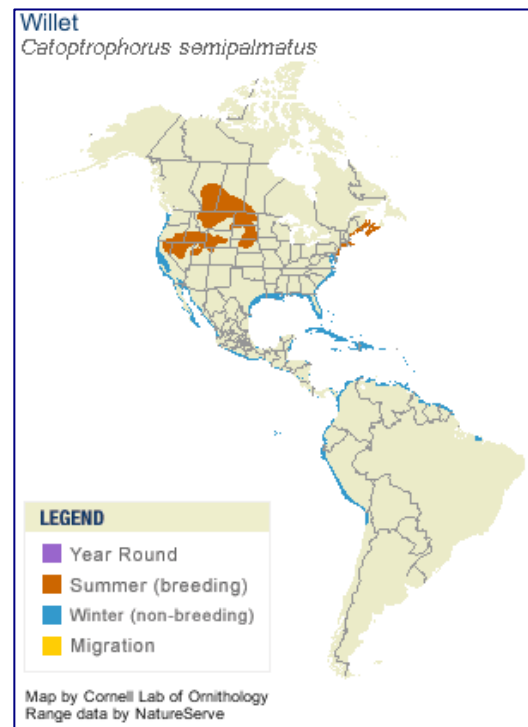 Willet
Catoptrophorus semipalmatus
LEGEND
Year Round
Summer (breeding)
Winter (non-breeding)
Migration
Map by Cornell Lab of Ornithology
Range data by NatureServe